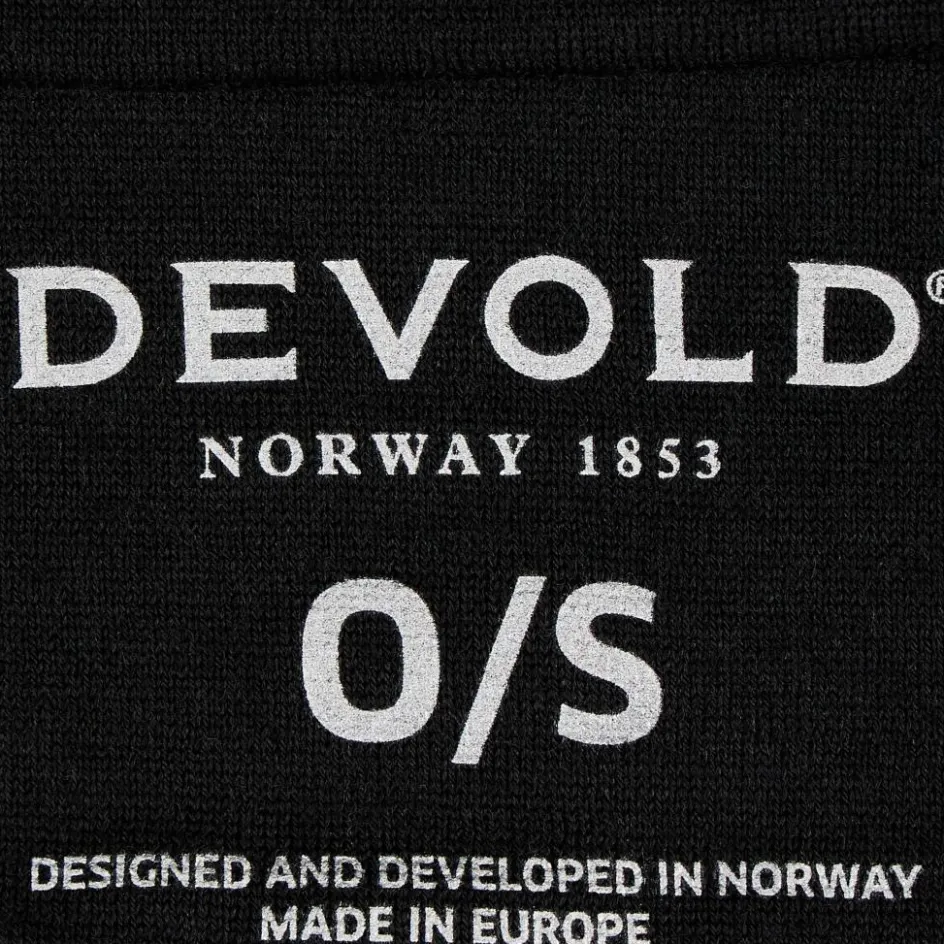 DEVOLD®
NORWAY 1853
O/S
DESIGNED AND DEVELOPED IN NORWAY
MADE IN EUROPE